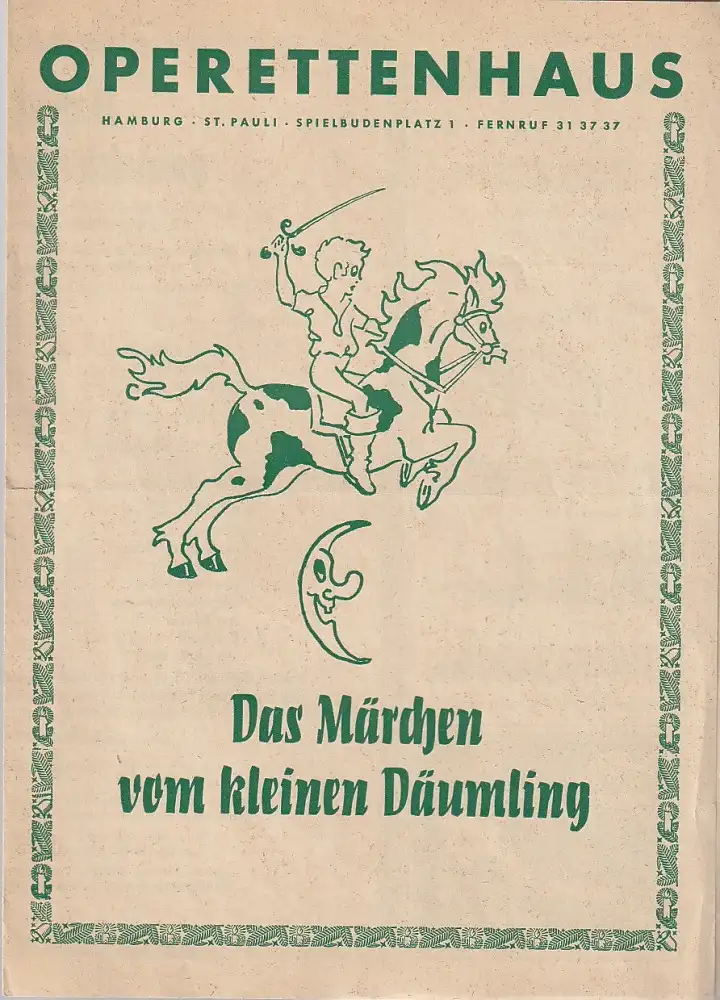 OPERETTENHAUS
HAMBURG · ST. PAULI · SPIELBUDENPLATZ 1 · FERNRUF 31 37 37
Das Märchen
vom kleinen Däumling